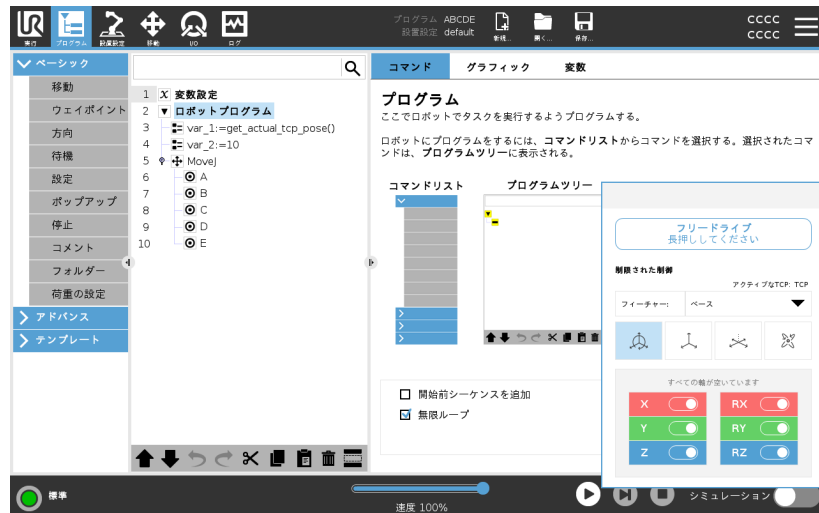 UR
実行
プログラム
設置設定
移動
I/O
ログ
プログラム ABCDE
設置設定 default
新規...
開く...
保存...
CCCC
CCCC
ベーシック
移動
ウェイポイント
方向
待機
設定
ポップアップ
停止
コメント
フォルダー
荷重の設定
アドバンス
テンプレート
1 X 変数設定
2 ロボットプログラム
3 var_1:=get_actual_tcp_pose()
4 var_2:=10
5 MoveJ
6 A
7 B
8 C
9 D
10 E
コマンド グラフィック 変数
プログラム
ここでロボットでタスクを実行するようプログラムする。
ロボットにプログラムをするには、コマンドリストからコマンドを選択する。選択されたコマ
ンドは、プログラムツリーに表示される。
コマンドリスト プログラムツリー
開始前シーケンスを追加
無限ループ
フリードライブ
長押ししてください
制限された制御
アクティブなTCP: TCP
フィーチャー: ベース
すべての軸が空いています
X RX
Y RY
Z RZ
標準
速度 100%
シミュレーション